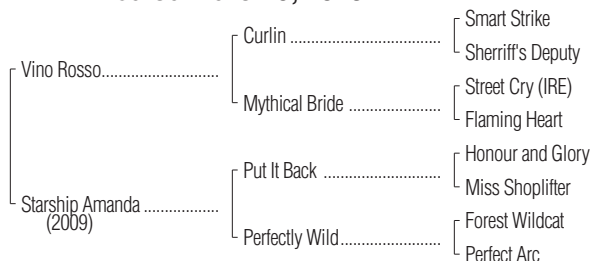 Smart Strike
Curlin ........................................
Sherriff's Deputy
Vino Rosso...............................
Street Cry (IRE)
Mythical Bride ........................
Flaming Heart
Honour and Glory
Put It Back ...............................
Miss Shoplifter
Starship Amanda ....................
(2009)
Forest Wildcat
Perfectly Wild..........................
Perfect Arc